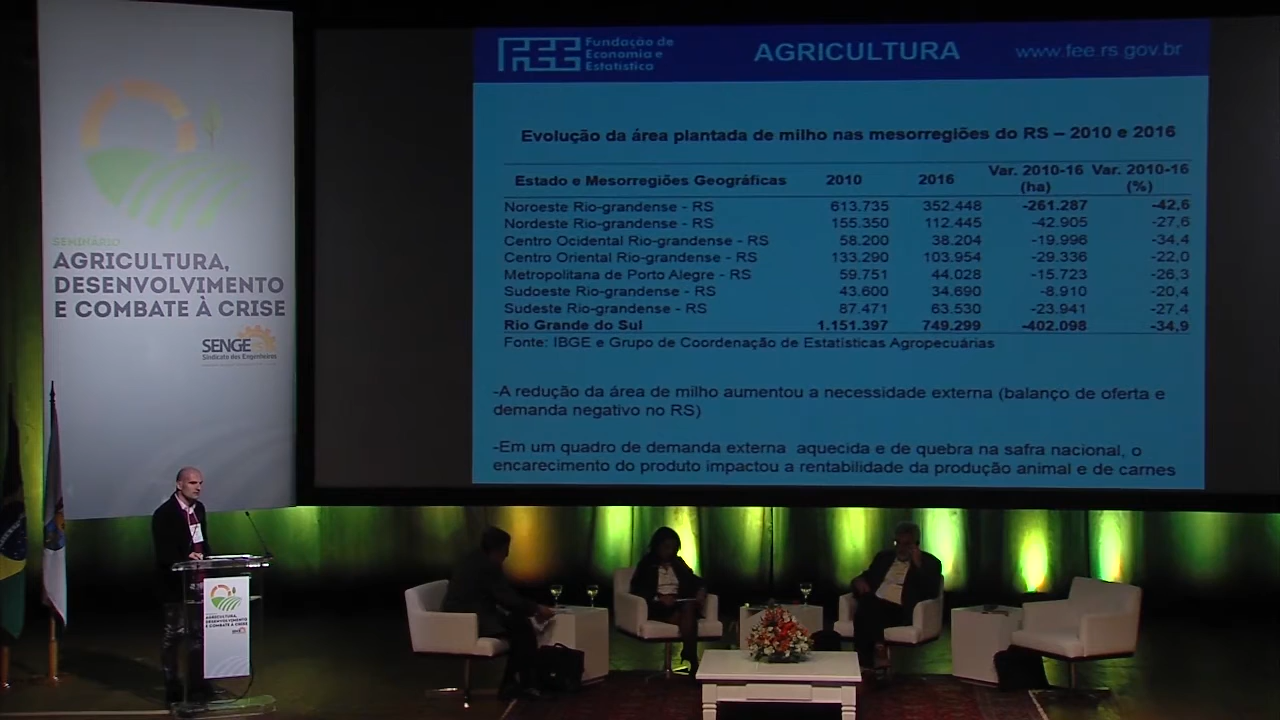 SEMINÁRIO
AGRICULTURA,
DESENVOLVIMENTO
E COMBATE À CRISE
SENGE
Sindicato dos Engenheiros
FEE Fundação de
Economia e
Estatística
AGRICULTURA
www.fee.rs.gov.br
Evolução da área plantada de milho nas mesorregiões do RS – 2010 e 2016
Estado e Mesorregiões Geográficas 2010 2016 Var. 2010-16 (ha) Var. 2010-16 (%)
Noroeste Rio-grandense - RS 613.735 352.448 -261.287 -42,6
Nordeste Rio-grandense - RS 155.350 112.445 -42.905 -27,6
Centro Ocidental Rio-grandense - RS 58.200 38.204 -19.996 -34,4
Centro Oriental Rio-grandense - RS 133.290 103.954 -29.336 -22,0
Metropolitana de Porto Alegre - RS 59.751 44.028 -15.723 -26,3
Sudoeste Rio-grandense - RS 43.600 34.690 -8.910 -20,4
Sudeste Rio-grandense - RS 87.471 63.530 -23.941 -27,4
Rio Grande do Sul 1.151.397 749.299 -402.098 -34,9
Fonte: IBGE e Grupo de Coordenação de Estatísticas Agropecuárias
-A redução da área de milho aumentou a necessidade externa (balanço de oferta e
demanda negativo no RS)
-Em um quadro de demanda externa aquecida e de quebra na safra nacional, o
encarecimento do produto impactou a rentabilidade da produção animal e de carnes
AGRICULTURA,
DESENVOLVIMENTO
E COMBATE À CRISE